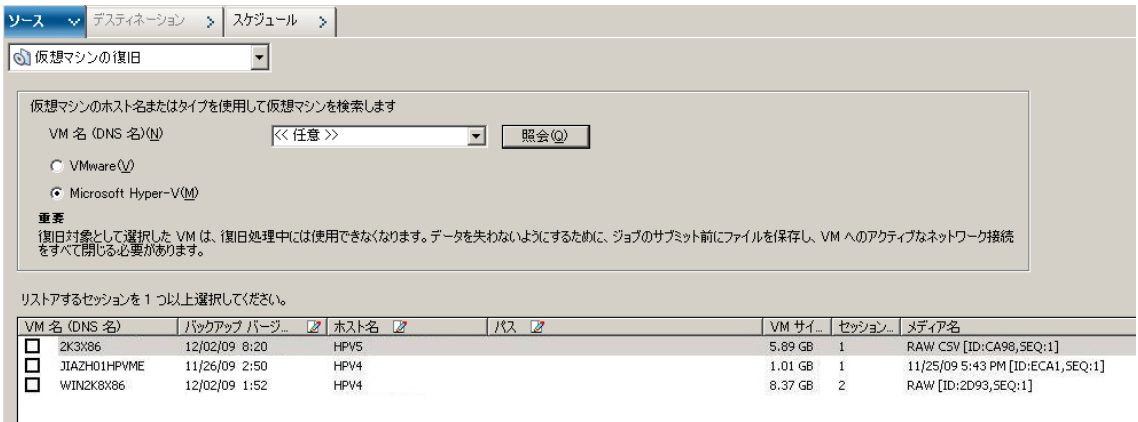 ソース デスティネーション スケジュール
仮想マシンの復旧
仮想マシンのホスト名またはタイプを使用して仮想マシンを検索します
VM 名 (DNS 名)(N) << 任意 >> 照会(Q)
VMware(V)
Microsoft Hyper-V(M)
重要
復旧対象として選択した VM は、復旧処理中には使用できなくなります。データを失わないようにするために、ジョブのサブミット前にファイルを保存し、VM へのアクティブなネットワーク接続
をすべて閉じる必要があります。
リストアするセッションを 1 つ以上選択してください。
VM 名 (DNS 名) バックアップ バージ... ホスト名 パス VM サイ... セッション... メディア名
2K3X86 12/02/09 8:20 HPV5 5.89 GB 1 RAW CSV [ID:CA98,SEQ:1]
JIAZH01HPVME 11/26/09 2:50 HPV4 1.01 GB 1 11/25/09 5:43 PM [ID:ECA1,SEQ:1]
WIN2K8X86 12/02/09 1:52 HPV4 8.37 GB 2 RAW [ID:2D93,SEQ:1]